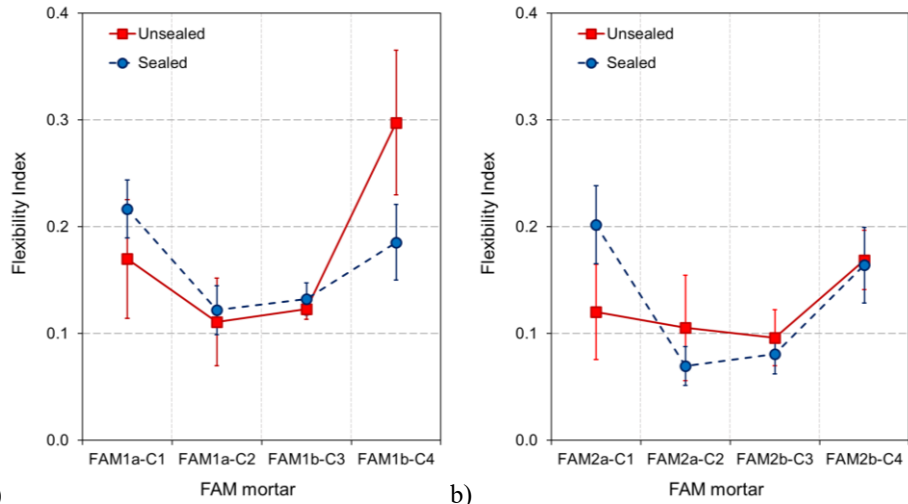 0.4
Unsealed
Sealed
0.3
0.2
0.1
0.0
Flexibility Index
FAM1a-C1 FAM1a-C2 FAM1b-C3 FAM1b-C4
FAM mortar
)
0.4
Unsealed
Sealed
0.3
0.2
0.1
0.0
Flexibility Index
FAM2a-C1 FAM2a-C2 FAM2b-C3 FAM2b-C4
FAM mortar
b)